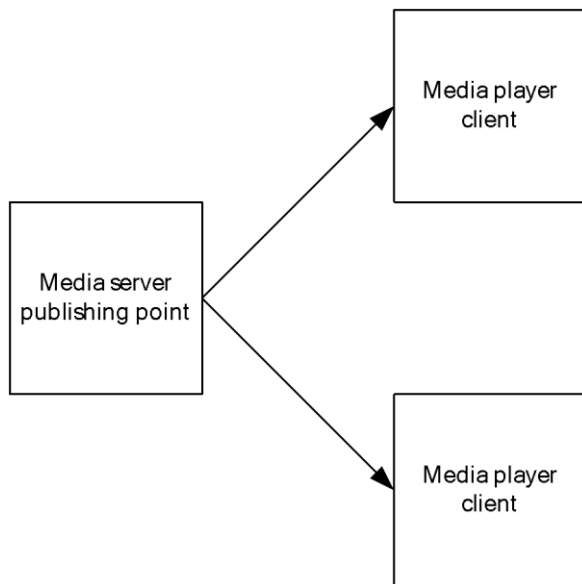 Media player
client
Media server
publishing point
Media player
client